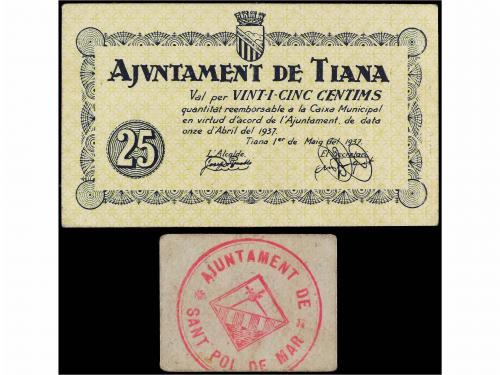 AJVNTAMENT DE TIANA
Val per VINT-I-CINC CENTIMS
quantitat reemborsable a la Caixa Municipal
en virtud d'acord de l'Ajuntament, de data
onze d'Abril del 1937.
Tiana 1er de Maig del 1937.
L'Alcalde, El Secretari,
25
AJUNTAMENT DE
SANT POL DE MAR